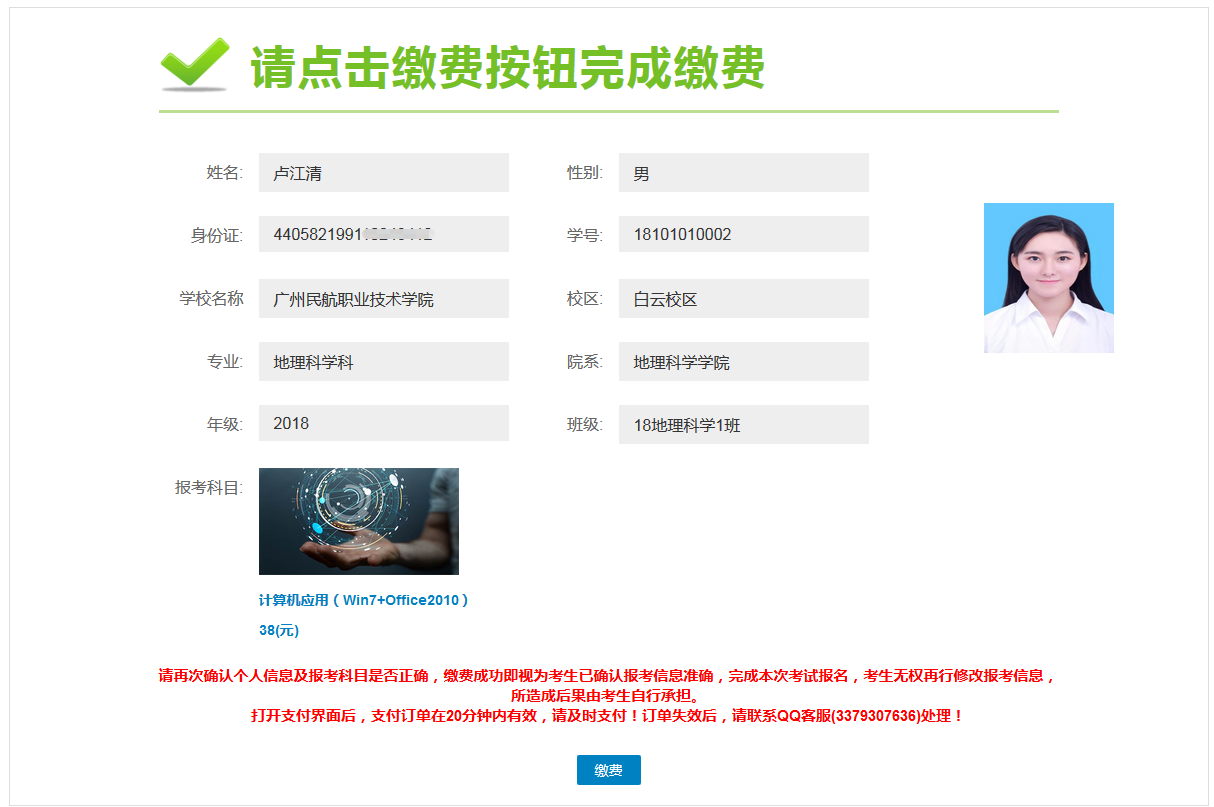 请点击缴费按钮完成缴费
姓名: 卢江清 性别: 男
身份证: 440582199 学号: 18101010002
学校名称 广州民航职业技术学院 校区: 白云校区
专业: 地理科学科 院系: 地理科学学院
年级: 2018 班级: 18地理科学1班
报考科目:
计算机应用（Win7+Office2010）
38(元)
请再次确认个人信息及报考科目是否正确，缴费成功即视为考生已确认报考信息准确，完成本次考试报名，考生无权再行修改报考信息，
所造成后果由考生自行承担。
打开支付界面后，支付订单在20分钟内有效，请及时支付！订单失效后，请联系QQ客服(3379307636)处理！
缴费